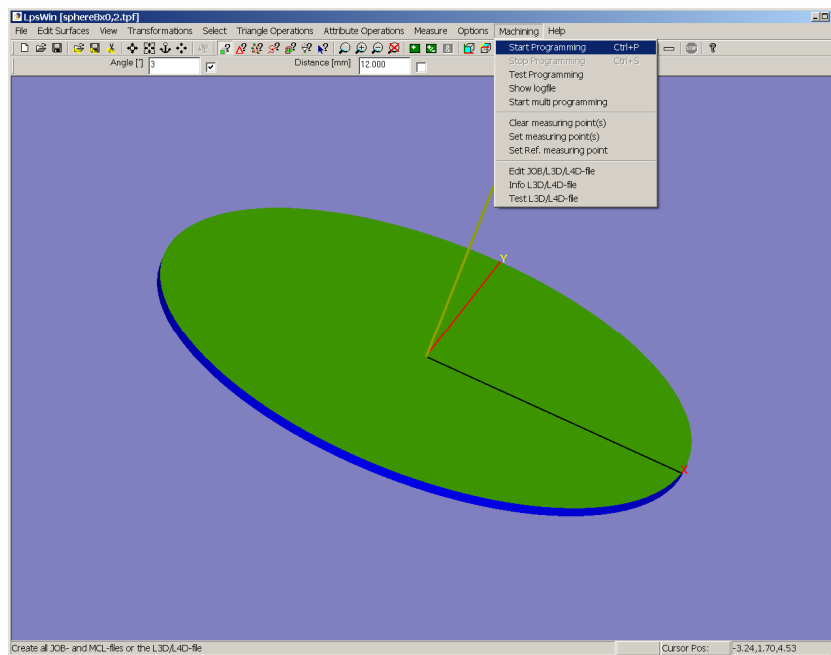 LpsWin [sphere8x0,2.tpf]
File Edit Surfaces View Transformations Select Triangle Operations Attribute Operations Measure Options Machining Help
Angle [°] 3 Distance [mm] 12.000
Start Programming Ctrl+P
Stop Programming Ctrl+S
Test Programming
Show logfile
Start multi programming
Clear measuring point(s)
Set measuring point(s)
Set Ref. measuring point
Edit JOB/L3D/L4D-file
Info L3D/L4D-file
Test L3D/L4D-file
Y
X
Create all JOB- and MCL-files or the L3D/L4D-file Cursor Pos: -3.24,1.70,4.53